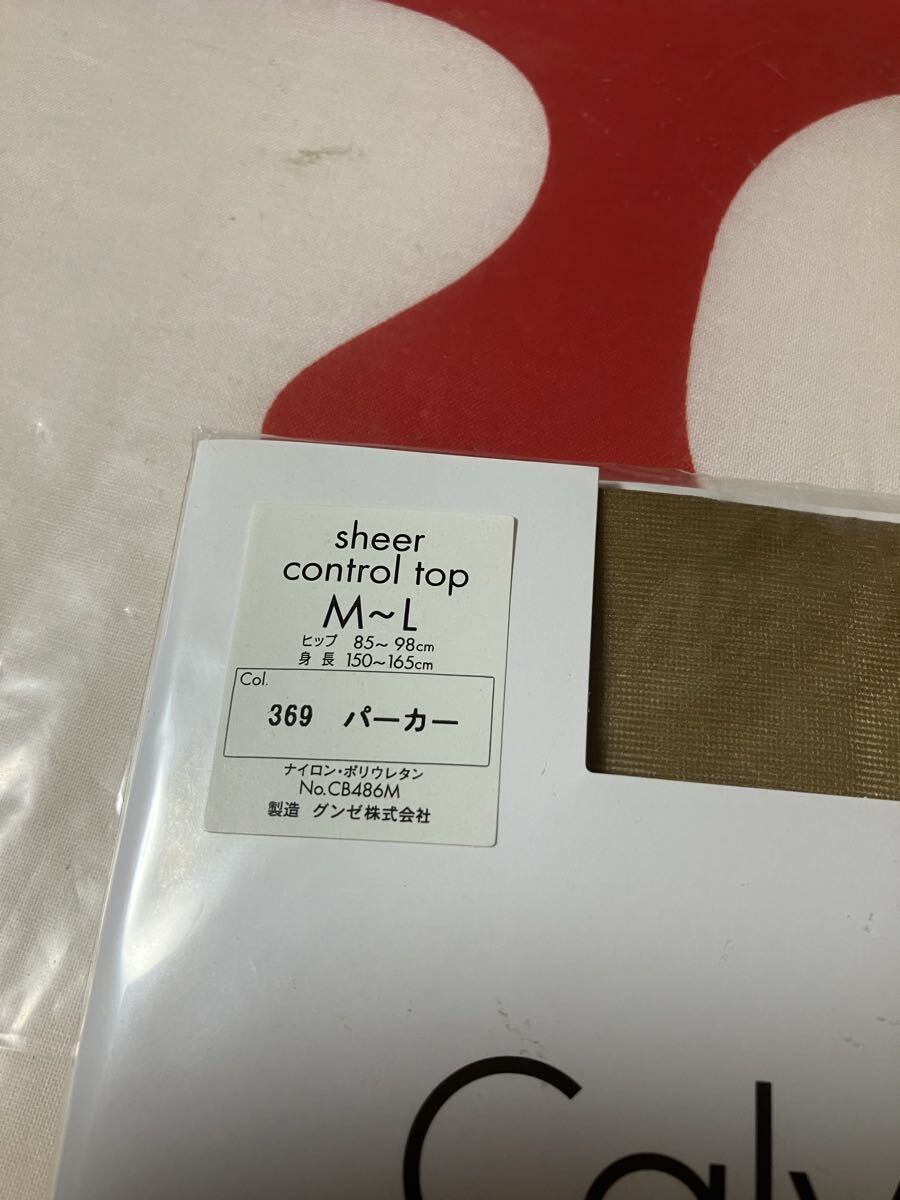 sheer
control top
M~L
ヒップ 85~98cm
身長 150~165cm
Col.
369 パーカー
ナイロン・ポリウレタン
No.CB486M
製造 グンゼ株式会社